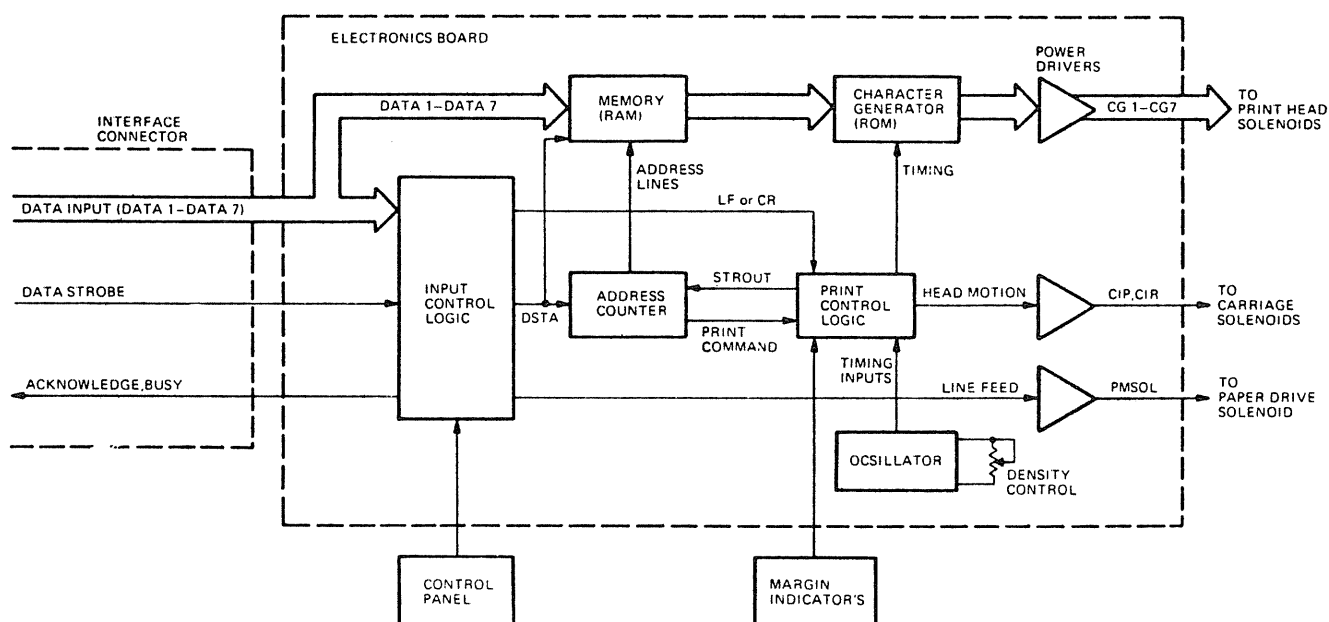 ELECTRONICS BOARD
POWER
DRIVERS
DATA 1–DATA 7
MEMORY
(RAM)
CHARACTER
GENERATOR
(ROM)
CG 1–CG7
TO
PRINT HEAD
SOLENOIDS
INTERFACE
CONNECTOR
ADDRESS
LINES
TIMING
DATA INPUT (DATA 1–DATA 7)
LF or CR
DATA STROBE
INPUT
CONTROL
LOGIC
DSTA
ADDRESS
COUNTER
STROUT
PRINT
COMMAND
PRINT
CONTROL
LOGIC
HEAD MOTION
CIP,CIR
TO
CARRIAGE
SOLENOIDS
TIMING
INPUTS
ACKNOWLEDGE,BUSY
LINE FEED
PMSOL
TO
PAPER DRIVE
SOLENOID
OCSILLATOR
DENSITY
CONTROL
CONTROL
PANEL
MARGIN
INDICATOR'S